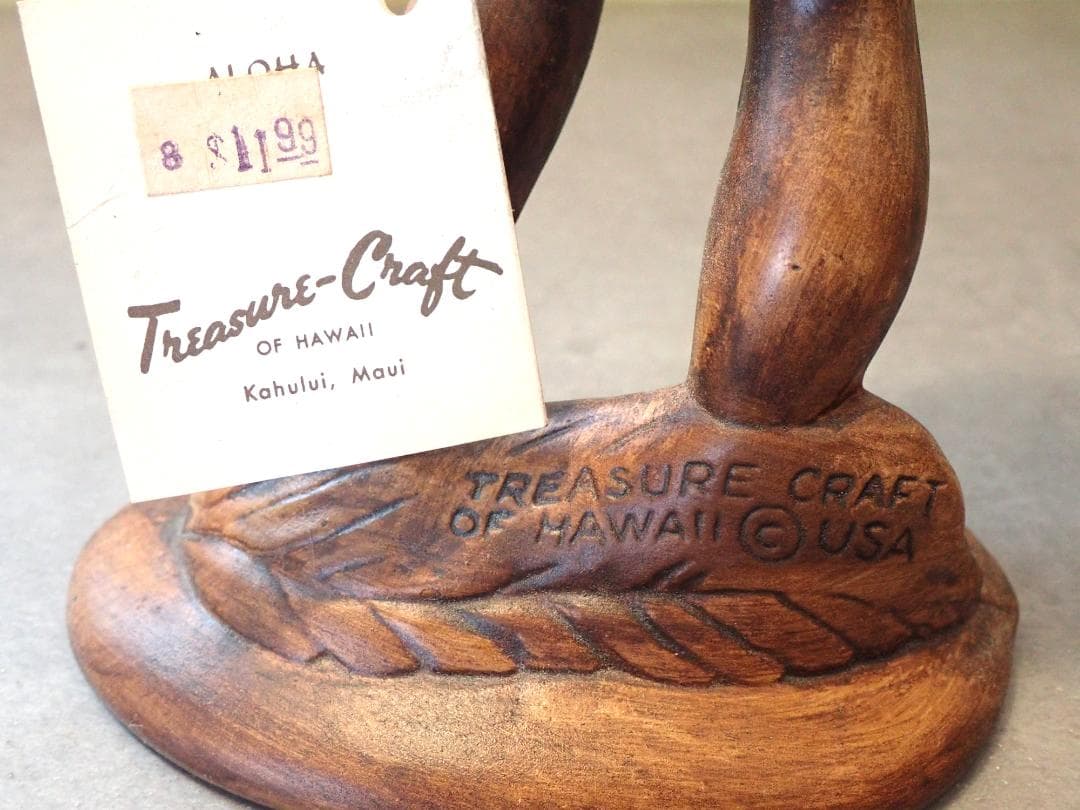 ALOHA
8 $11.99
Treasure-Craft
OF HAWAII
Kahului, Maui
TREASURE CRAFT
OF HAWAII © USA